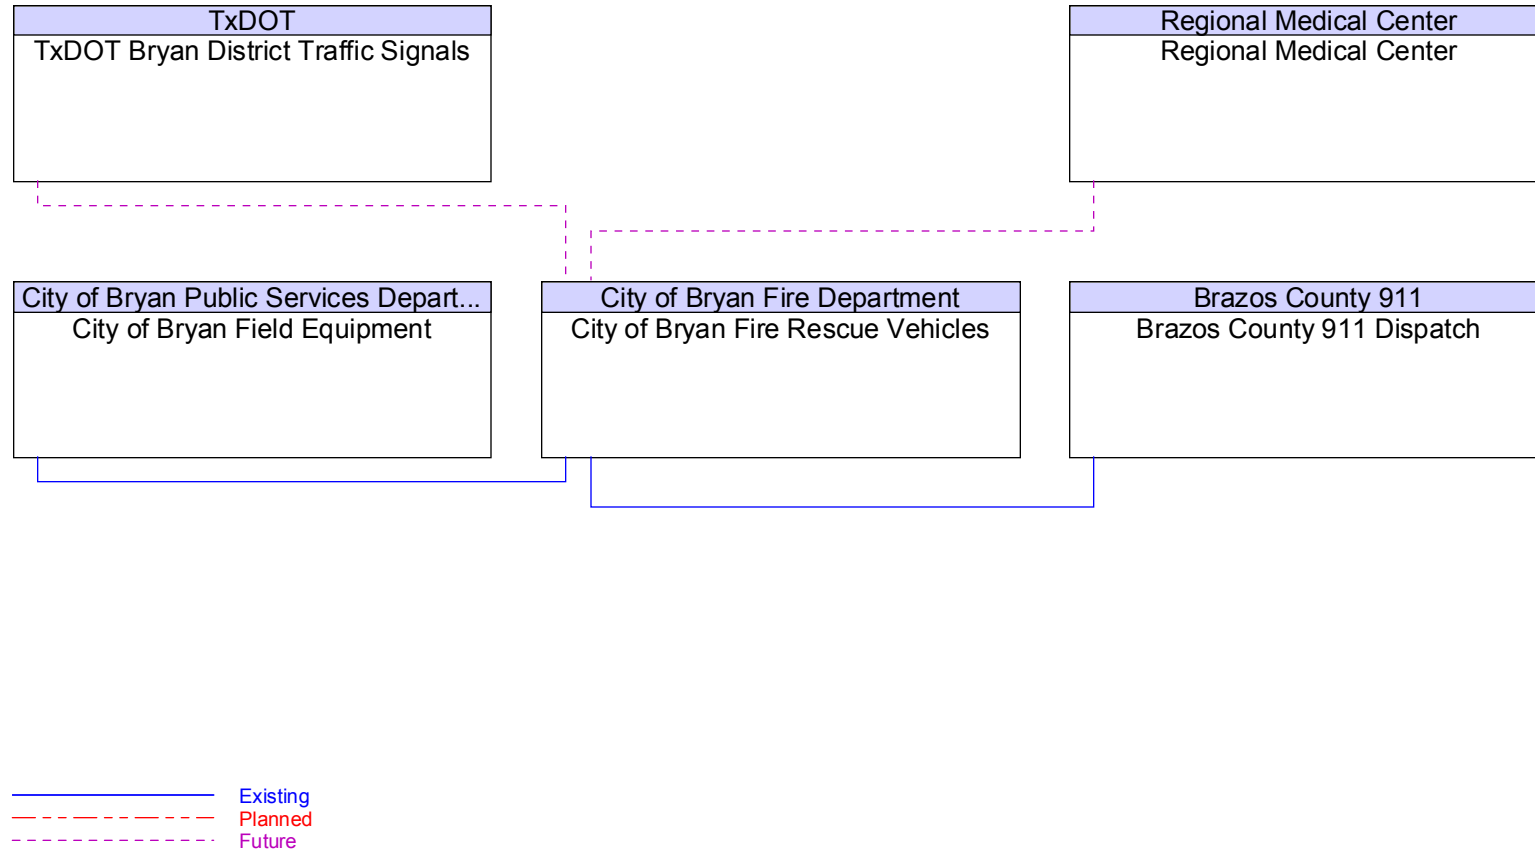 TxDOT
TxDOT Bryan District Traffic Signals
Regional Medical Center
Regional Medical Center
City of Bryan Public Services Depart...
City of Bryan Field Equipment
City of Bryan Fire Department
City of Bryan Fire Rescue Vehicles
Brazos County 911
Brazos County 911 Dispatch
Existing
Planned
Future